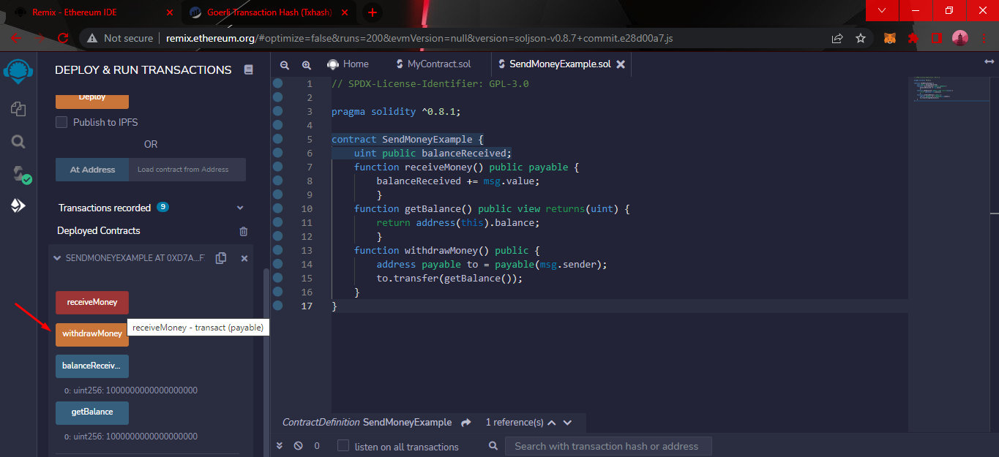 Remix - Ethereum IDE
Goerli Transaction Hash (Txhash)
Not secure
remix.ethereum.org/#optimize=false&runs=200&evmVersion=null&version=soljson-v0.8.7+commit.e28d00a7.js
DEPLOY & RUN TRANSACTIONS
Deploy
Publish to IPFS
OR
At Address
Load contract from Address
Transactions recorded 9
Deployed Contracts
SENDMONEYEXAMPLE AT 0XD7A...F
receiveMoney
withdrawMoney
receiveMoney - transact (payable)
balanceReceiv...
0: uint256: 1000000000000000000
getBalance
0: uint256: 1000000000000000000
Home
MyContract.sol
SendMoneyExample.sol
1 // SPDX-License-Identifier: GPL-3.0
2
3 pragma solidity ^0.8.1;
4
5 contract SendMoneyExample {
6 uint public balanceReceived;
7 function receiveMoney() public payable {
8 balanceReceived += msg.value;
9 }
10 function getBalance() public view returns(uint) {
11 return address(this).balance;
12 }
13 function withdrawMoney() public {
14 address payable to = payable(msg.sender);
15 to.transfer(getBalance());
16 }
17 }
ContractDefinition SendMoneyExample
1 reference(s)
0
listen on all transactions
Search with transaction hash or address